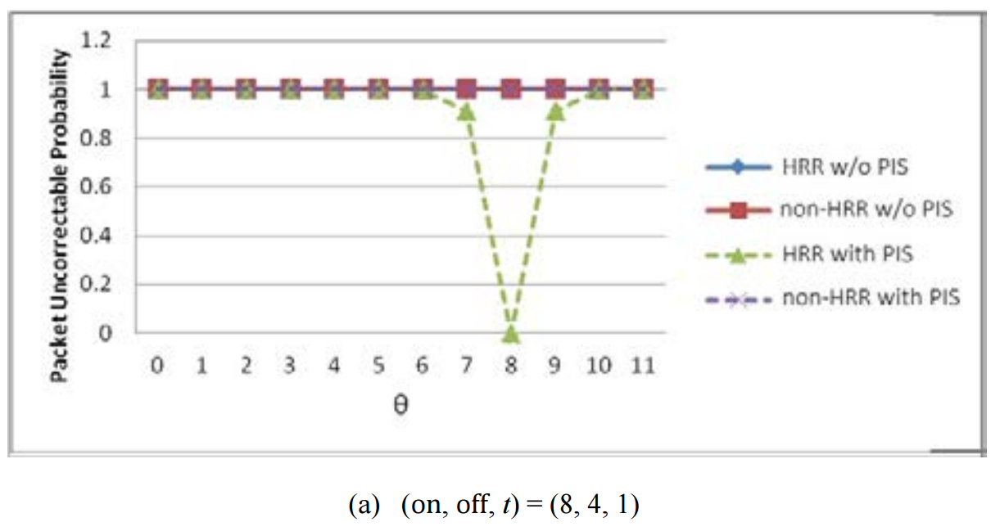 Packet Uncorrectable Probability
1.2
1
0.8
0.6
0.4
0.2
0
0 1 2 3 4 5 6 7 8 9 10 11
θ
HRR w/o PIS
non-HRR w/o PIS
HRR with PIS
non-HRR with PIS
(a) (on, off, t) = (8, 4, 1)